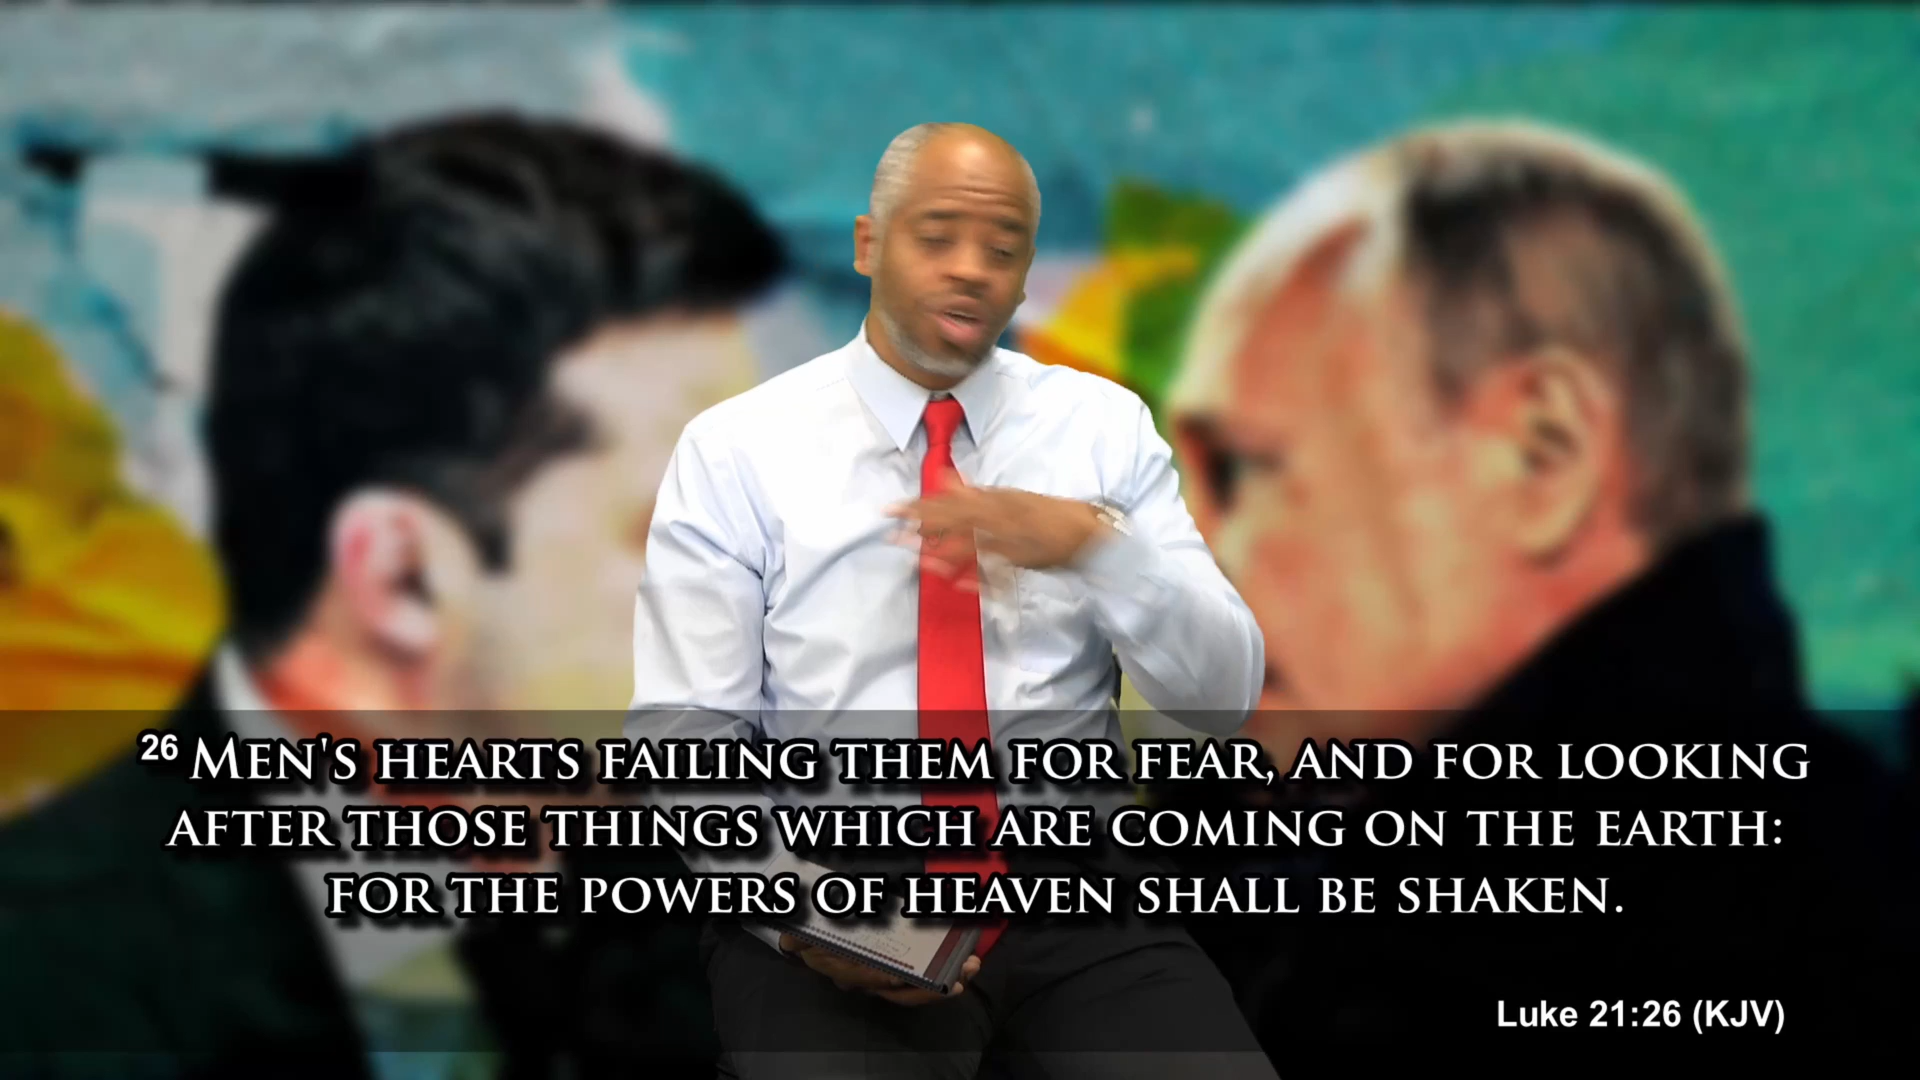 26 MEN'S HEARTS FAILING THEM FOR FEAR, AND FOR LOOKING
AFTER THOSE THINGS WHICH ARE COMING ON THE EARTH:
FOR THE POWERS OF HEAVEN SHALL BE SHAKEN.
Luke 21:26 (KJV)